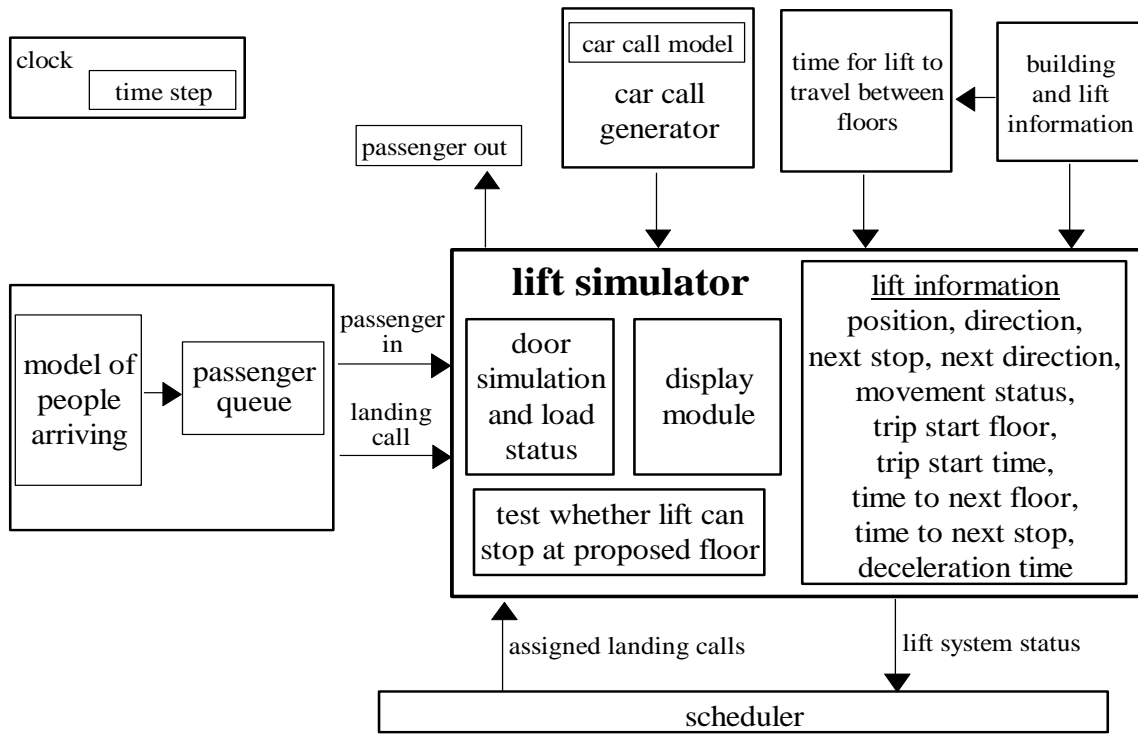 clock
time step
car call model
car call
generator
time for lift to
travel between
floors
building
and lift
information
passenger out
model of
people
arriving
passenger
queue
passenger
in
landing
call
lift simulator
door
simulation
and load
status
display
module
test whether lift can
stop at proposed floor
lift information
position, direction,
next stop, next direction,
movement status,
trip start floor,
trip start time,
time to next floor,
time to next stop,
deceleration time
assigned landing calls
lift system status
scheduler